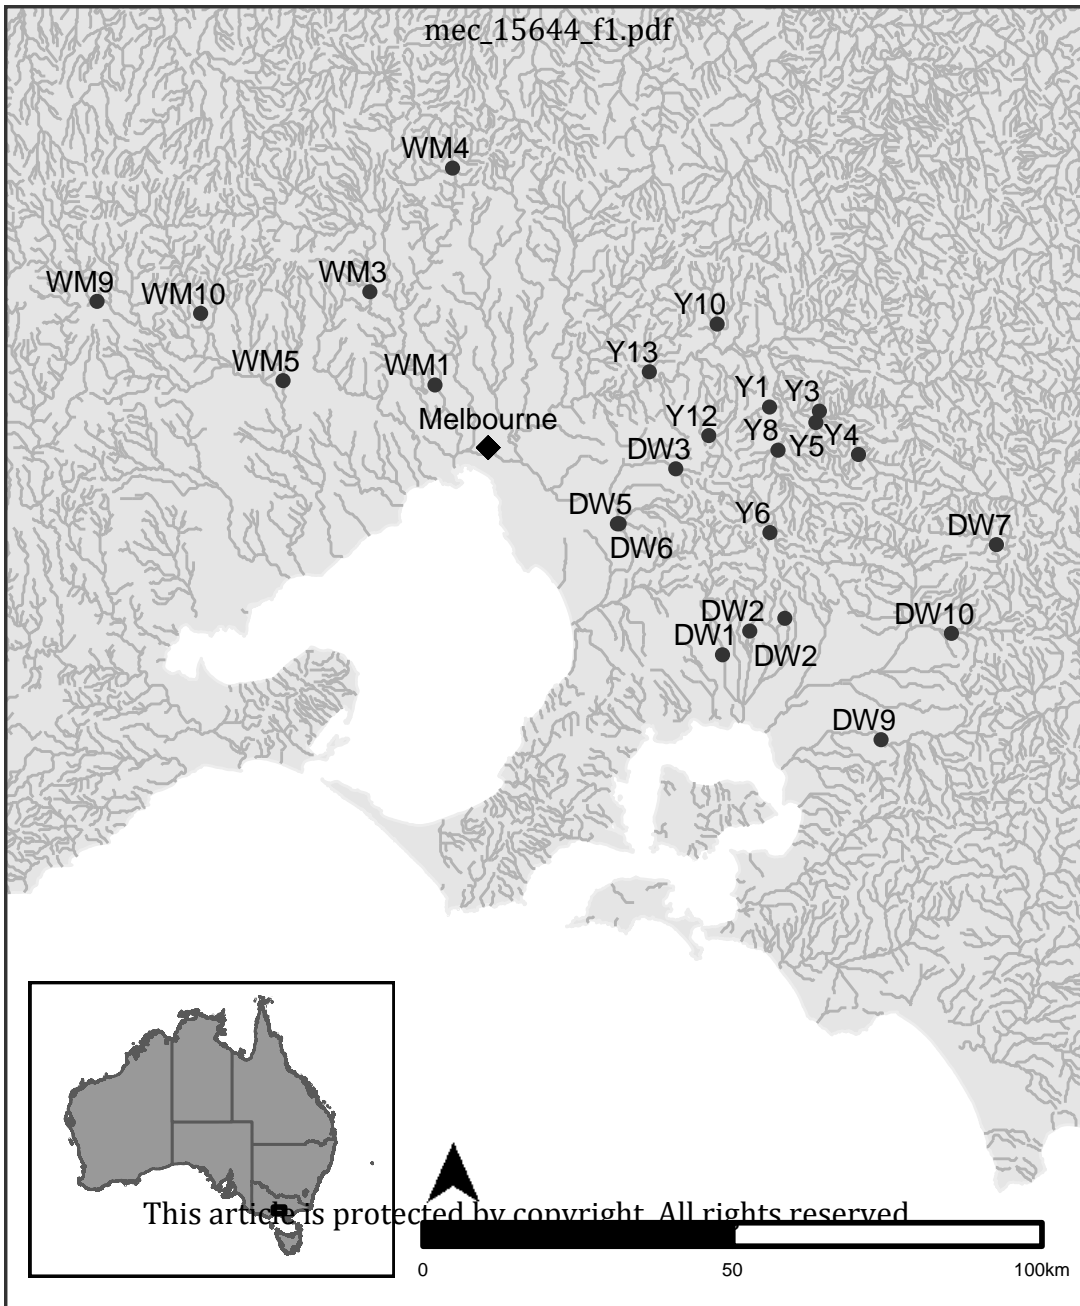 mec_15644_f1.pdf
WM4
WM9
WM10
WM3
Y10
WM5
WM1
Y13
Melbourne
Y1
Y3
Y12
Y8
Y5
Y4
DW3
DW5
DW6
Y6
DW7
DW2
DW1
DW2
DW10
DW9
This article is protected by copyright. All rights reserved
0
50
100km